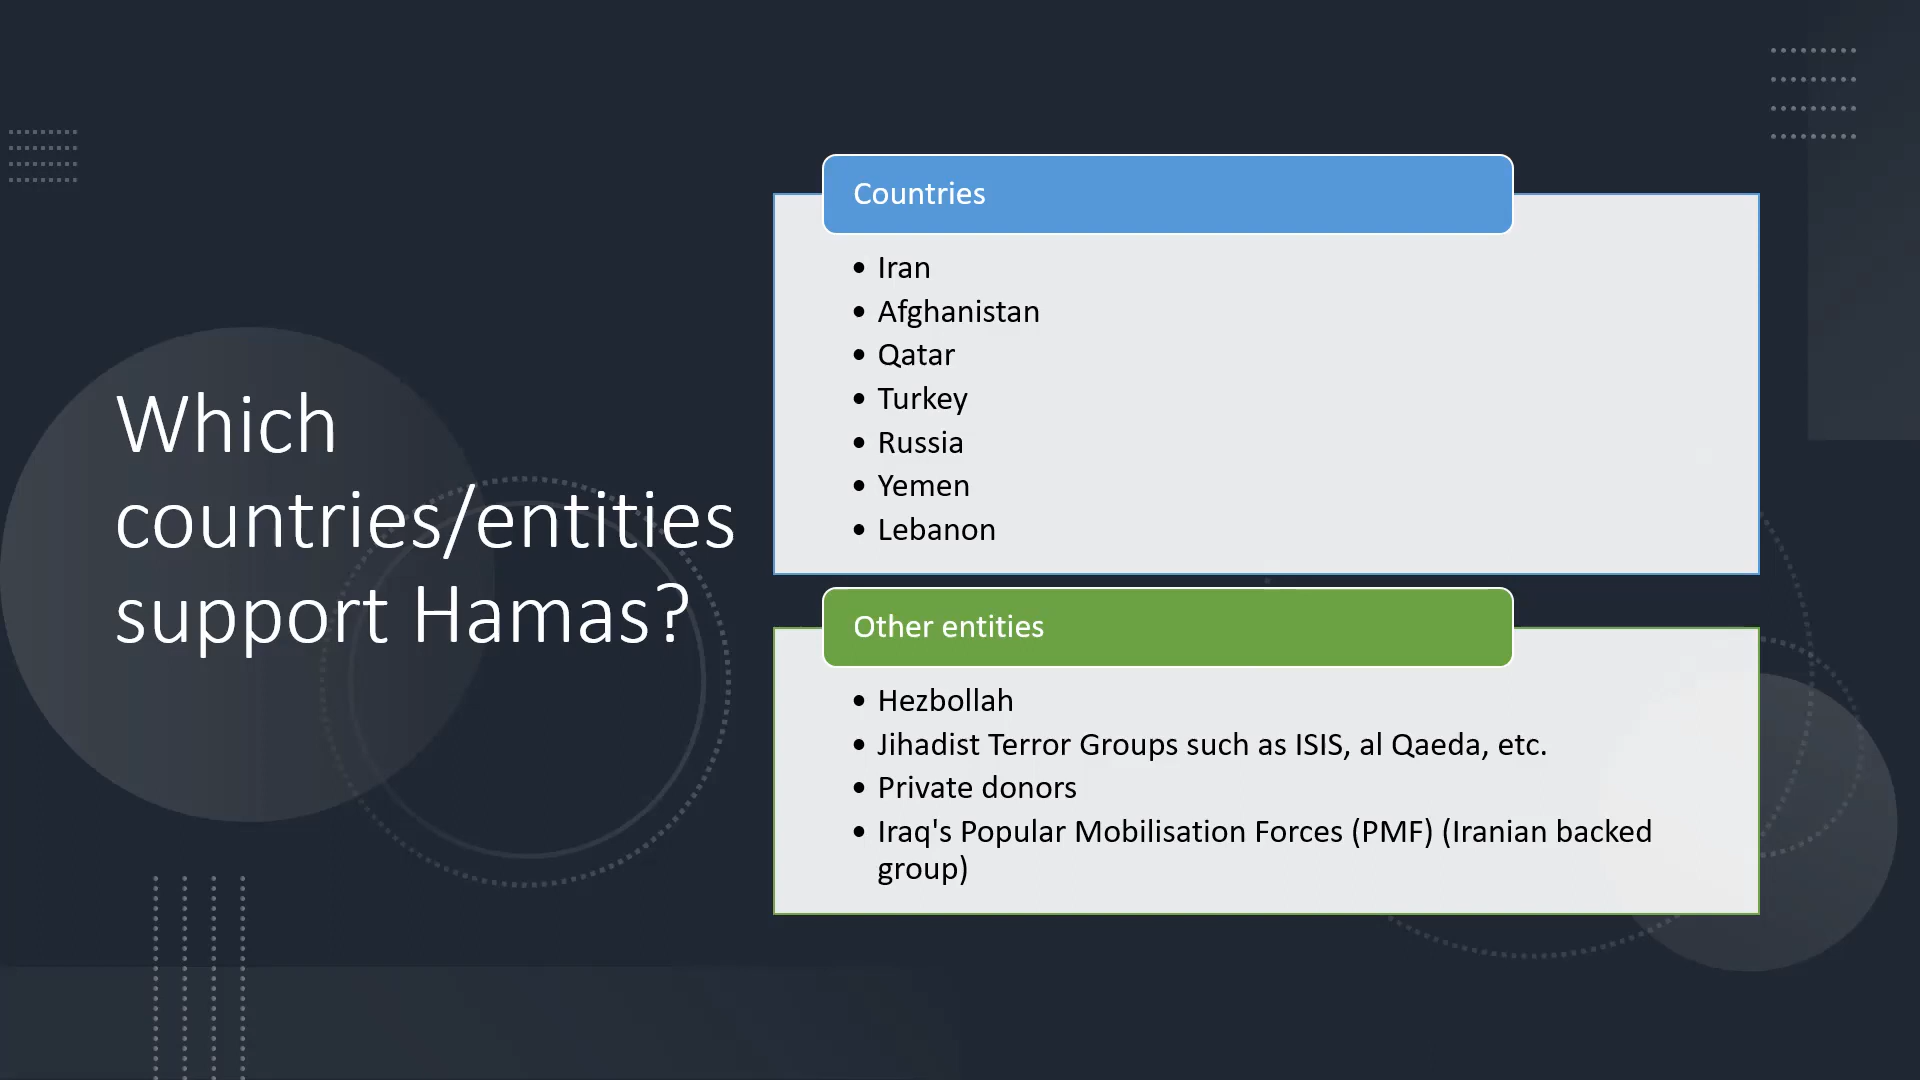 Which
countries/entities
support Hamas?
Countries
• Iran
• Afghanistan
• Qatar
• Turkey
• Russia
• Yemen
• Lebanon
Other entities
• Hezbollah
• Jihadist Terror Groups such as ISIS, al Qaeda, etc.
• Private donors
• Iraq's Popular Mobilisation Forces (PMF) (Iranian backed
group)